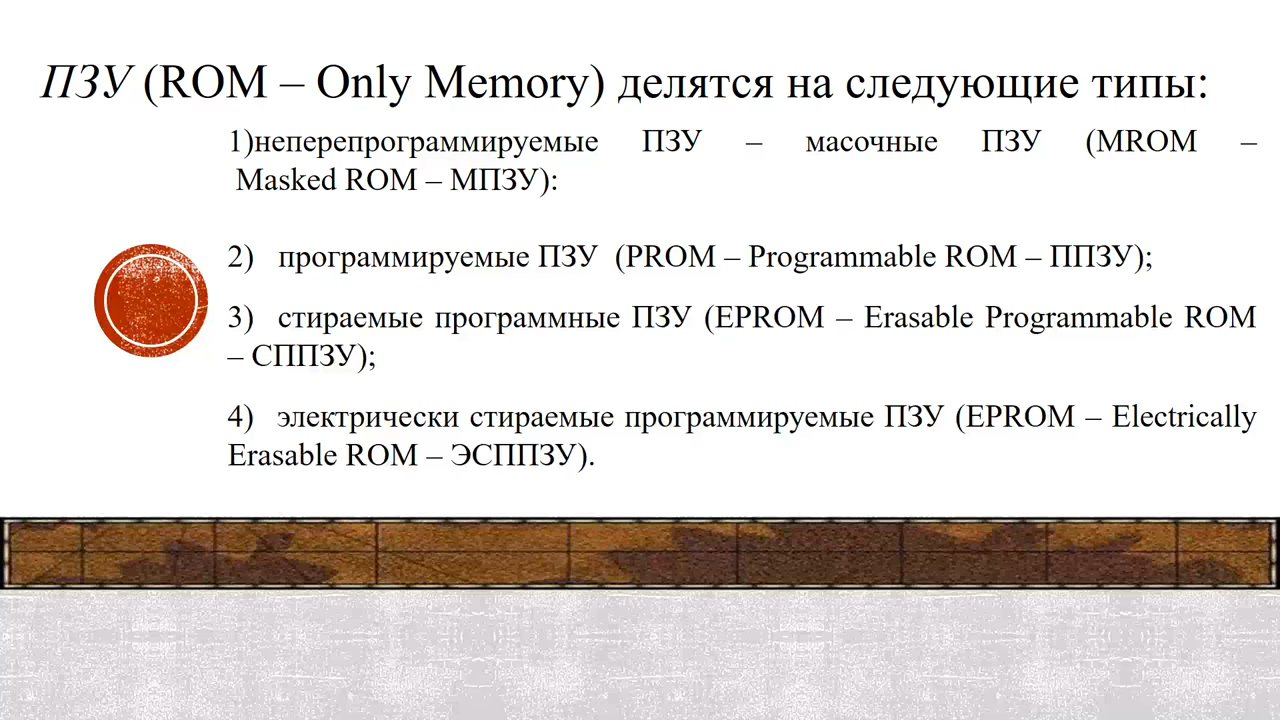 ПЗУ (ROM – Only Memory) делятся на следующие типы:
1)неперепрограммируемые ПЗУ – масочные ПЗУ (MROM –
Masked ROM – МПЗУ):
2) программируемые ПЗУ (PROM – Programmable ROM – ППЗУ);
3) стираемые программные ПЗУ (EPROM – Erasable Programmable ROM
– СППЗУ);
4) электрически стираемые программируемые ПЗУ (EPROM – Electrically
Erasable ROM – ЭСППЗУ).